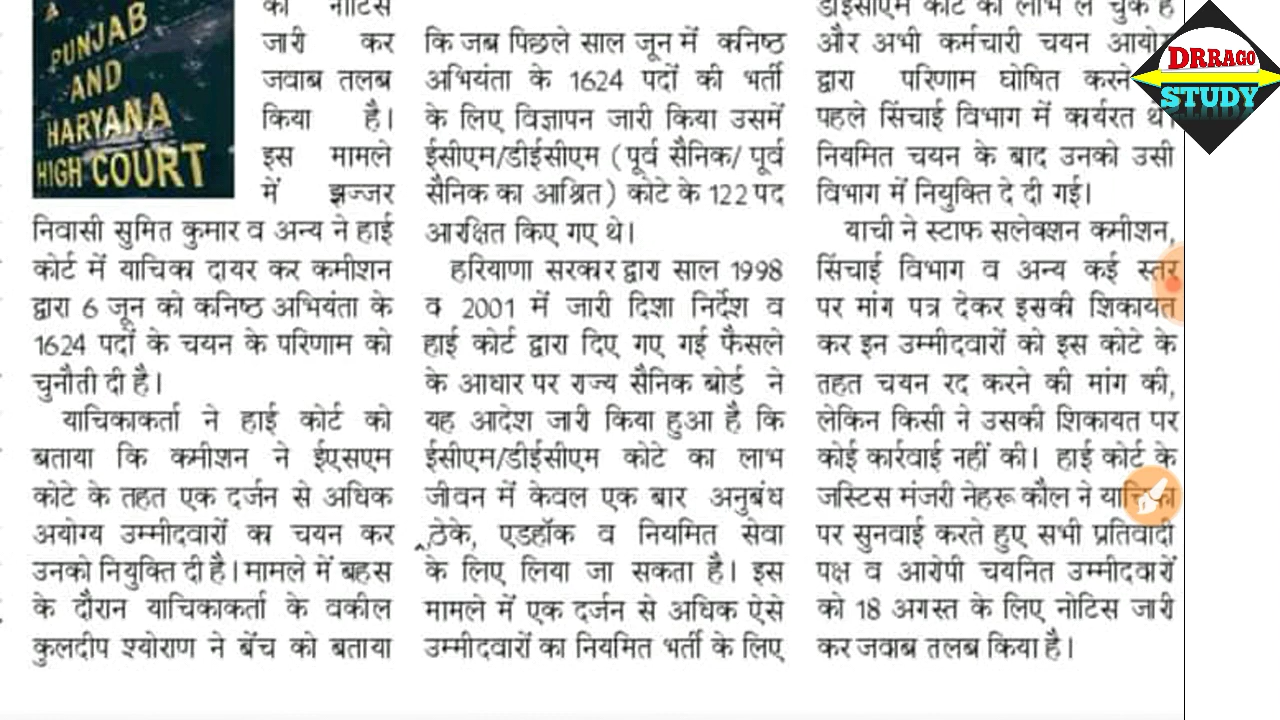 PUNJAB
AND
HARYANA
HIGH COURT
को नोटिस
जारी कर
जवाब तलब
किया है।
इस मामले
में झज्जर
निवासी सुमित कुमार व अन्य ने हाई
कोर्ट में याचिका दायर कर कमीशन
द्वारा 6 जून को कनिष्ठ अभियंता के
1624 पदों के चयन के परिणाम को
चुनौती दी है।
याचिकाकर्ता ने हाई कोर्ट को
बताया कि कमीशन ने ईएसएम
कोटे के तहत एक दर्जन से अधिक
अयोग्य उम्मीदवारों का चयन कर
उनको नियुक्ति दी है। मामले में बहस
के दौरान याचिकाकर्ता के वकील
कुलदीप श्योराण ने बेंच को बताया
कि जब पिछले साल जून में कनिष्ठ
अभियंता के 1624 पदों की भर्ती
के लिए विज्ञापन जारी किया उसमें
ईसीएम/डीईसीएम (पूर्व सैनिक/ पूर्व
सैनिक का आश्रित) कोटे के 122 पद
आरक्षित किए गए थे।
हरियाणा सरकार द्वारा साल 1998
व 2001 में जारी दिशा निर्देश व
हाई कोर्ट द्वारा दिए गए गई फैसले
के आधार पर राज्य सैनिक बोर्ड ने
यह आदेश जारी किया हुआ है कि
ईसीएम/डीईसीएम कोटे का लाभ
जीवन में केवल एक बार अनुबंध
,ठेके, एडहॉक व नियमित सेवा
के लिए लिया जा सकता है। इस
मामले में एक दर्जन से अधिक ऐसे
उम्मीदवारों का नियमित भर्ती के लिए
डीईसीएम कोटे का लाभ ले चुके हैं
और अभी कर्मचारी चयन आयोग
द्वारा परिणाम घोषित करने
पहले सिंचाई विभाग में कार्यरत थे।
नियमित चयन के बाद उनको उसी
विभाग में नियुक्ति दे दी गई।
याची ने स्टाफ सलेक्शन कमीशन,
सिंचाई विभाग व अन्य कई स्तर
पर मांग पत्र देकर इसकी शिकायत
कर इन उम्मीदवारों को इस कोटे के
तहत चयन रद करने की मांग की,
लेकिन किसी ने उसकी शिकायत पर
कोई कार्रवाई नहीं की। हाई कोर्ट के
जस्टिस मंजरी नेहरू कौल ने याचिका
पर सुनवाई करते हुए सभी प्रतिवादी
पक्ष व आरोपी चयनित उम्मीदवारों
को 18 अगस्त के लिए नोटिस जारी
कर जवाब तलब किया है।
DRRAGO
STUDY